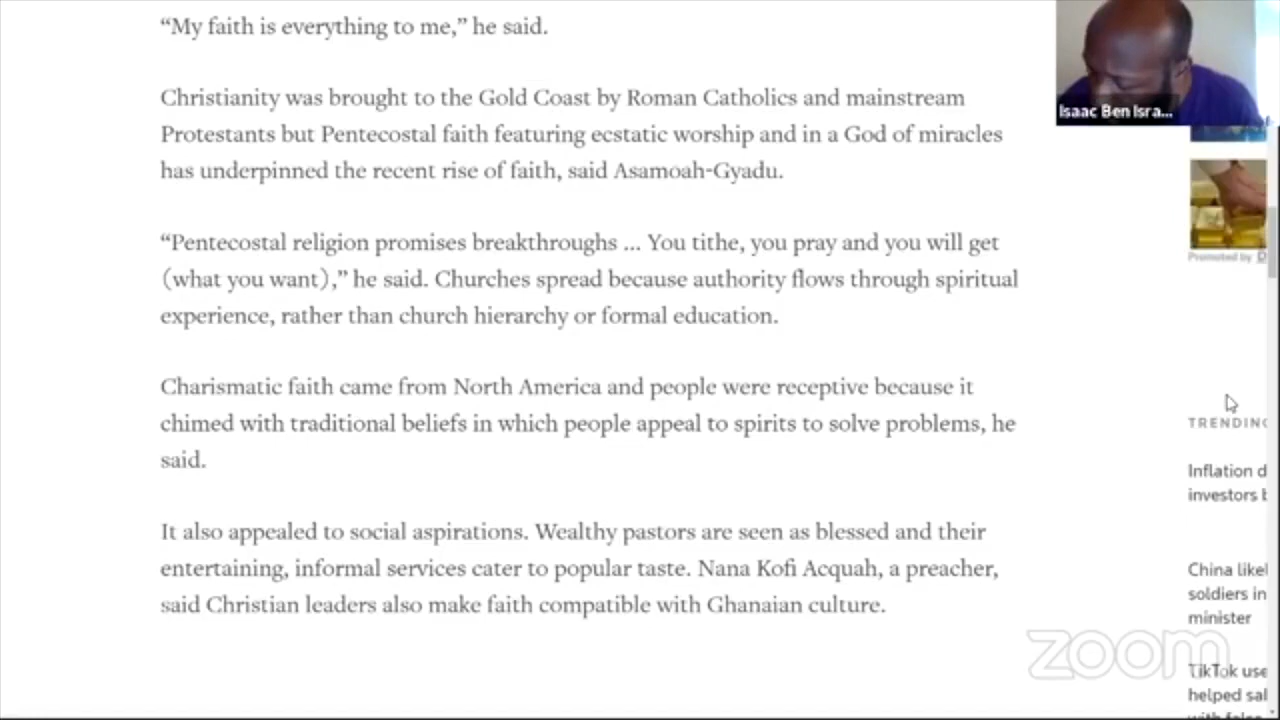 “My faith is everything to me,” he said.
Christianity was brought to the Gold Coast by Roman Catholics and mainstream
Protestants but Pentecostal faith featuring ecstatic worship and in a God of miracles
has underpinned the recent rise of faith, said Asamoah-Gyadu.
“Pentecostal religion promises breakthroughs ... You tithe, you pray and you will get
(what you want),” he said. Churches spread because authority flows through spiritual
experience, rather than church hierarchy or formal education.
Charismatic faith came from North America and people were receptive because it
chimed with traditional beliefs in which people appeal to spirits to solve problems, he
said.
It also appealed to social aspirations. Wealthy pastors are seen as blessed and their
entertaining, informal services cater to popular taste. Nana Kofi Acquah, a preacher,
said Christian leaders also make faith compatible with Ghanaian culture.
Isaac Ben Isra...
Promoted by
TRENDING
Inflation d
investors b
China likel
soldiers in
minister
TikTok use
helped sal
zoom